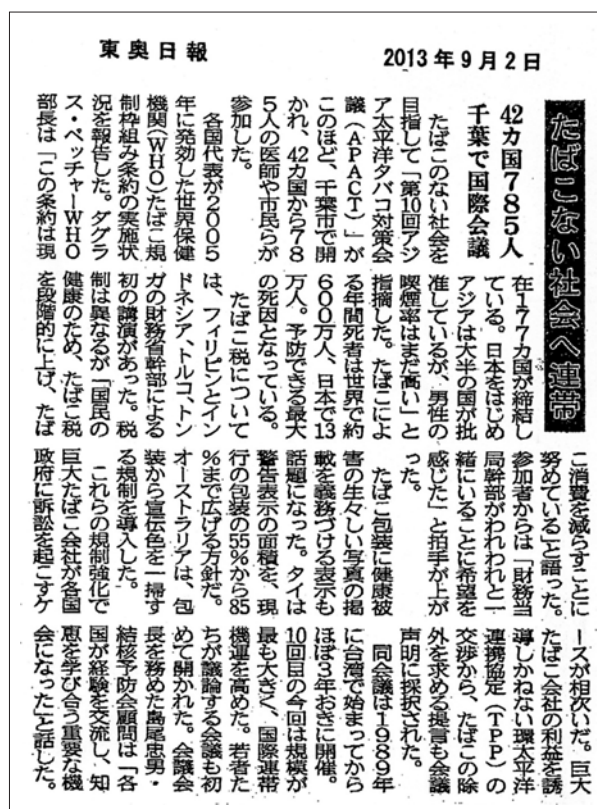 東奥日報
2013年9月2日
たばこない社会へ連帯
42カ国785人
千葉で国際会議
たばこのない社会を
目指して「第10回アジ
ア太平洋タバコ対策会
議（APACT）」が
このほど、千葉市で開
かれ、42カ国から78
5人の医師や市民らが
参加した。
各国代表が2005
年に発効した世界保健
機関（WHO）たばこ規
制枠組み条約の実施状
況を報告した。ダグラ
ス・ベッチャーWHO
部長は「この条約は現
在177カ国が締結し
ている。日本をはじめ
アジアは大半の国が批
准しているが、男性の
喫煙率はまだ高い」と
指摘した。たばこによ
る年間死者は世界で約
600万人、日本で13
万人。予防できる最大
の死因となっている。
たばこ税について
は、フィリピンとイン
ドネシア、トルコ、トン
ガの財務省幹部による
初の講演があった。税
制は異なるが「国民の
健康のため、たばこ税
を段階的に上げ、たば
こ消費を減らすことに
努めている」と語った。
参加者からは「財務当
局幹部がわれわれと一
緒にいることに希望を
感じた」と拍手が上が
った。
たばこ包装に健康被
害の生々しい写真の掲
載を義務づける表示も
話題になった。タイは
警告表示の面積を、現
行の包装の55％から85
％まで広げる方針だ。
オーストラリアは、包
装から宣伝色を一掃す
る規制を導入した。
これらの規制強化で
巨大たばこ会社が各国
政府に訴訟を起こすケ
ースが相次いだ。巨大
たばこ会社の利益を誘
導しかねない環太平洋
連携協定（TPP）の
交渉から、たばこの除
外を求める提言も会議
声明に採択された。
同会議は1989年
に台湾で始まってから
ほぼ3年おきに開催。
10回目の今回は規模が
最も大きく、国際連帯
機運を高めた。若者た
ちが議論する会議も初
めて開かれた。会議会
長を務めた島尾忠男・
結核予防会顧問は「各
国が経験を交流し、知
恵を学び合う重要な機
会になった」と話した。